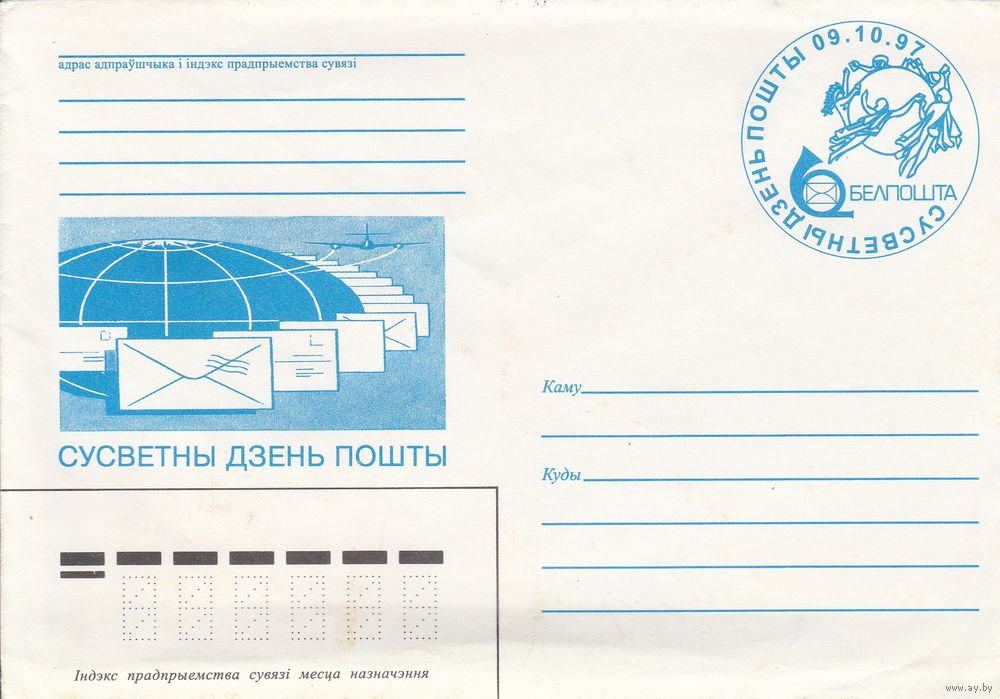 адрас адпраўшчыка і індэкс прадпрыемства сувязі
СУСВЕТНЫ ДЗЕНЬ ПОШТЫ 09.10.97
БЕЛПОШТА
СУСВЕТНЫ ДЗЕНЬ ПОШТЫ
Каму
Куды
Індэкс прадпрыемства сувязі месца назначэння
www.ay.by